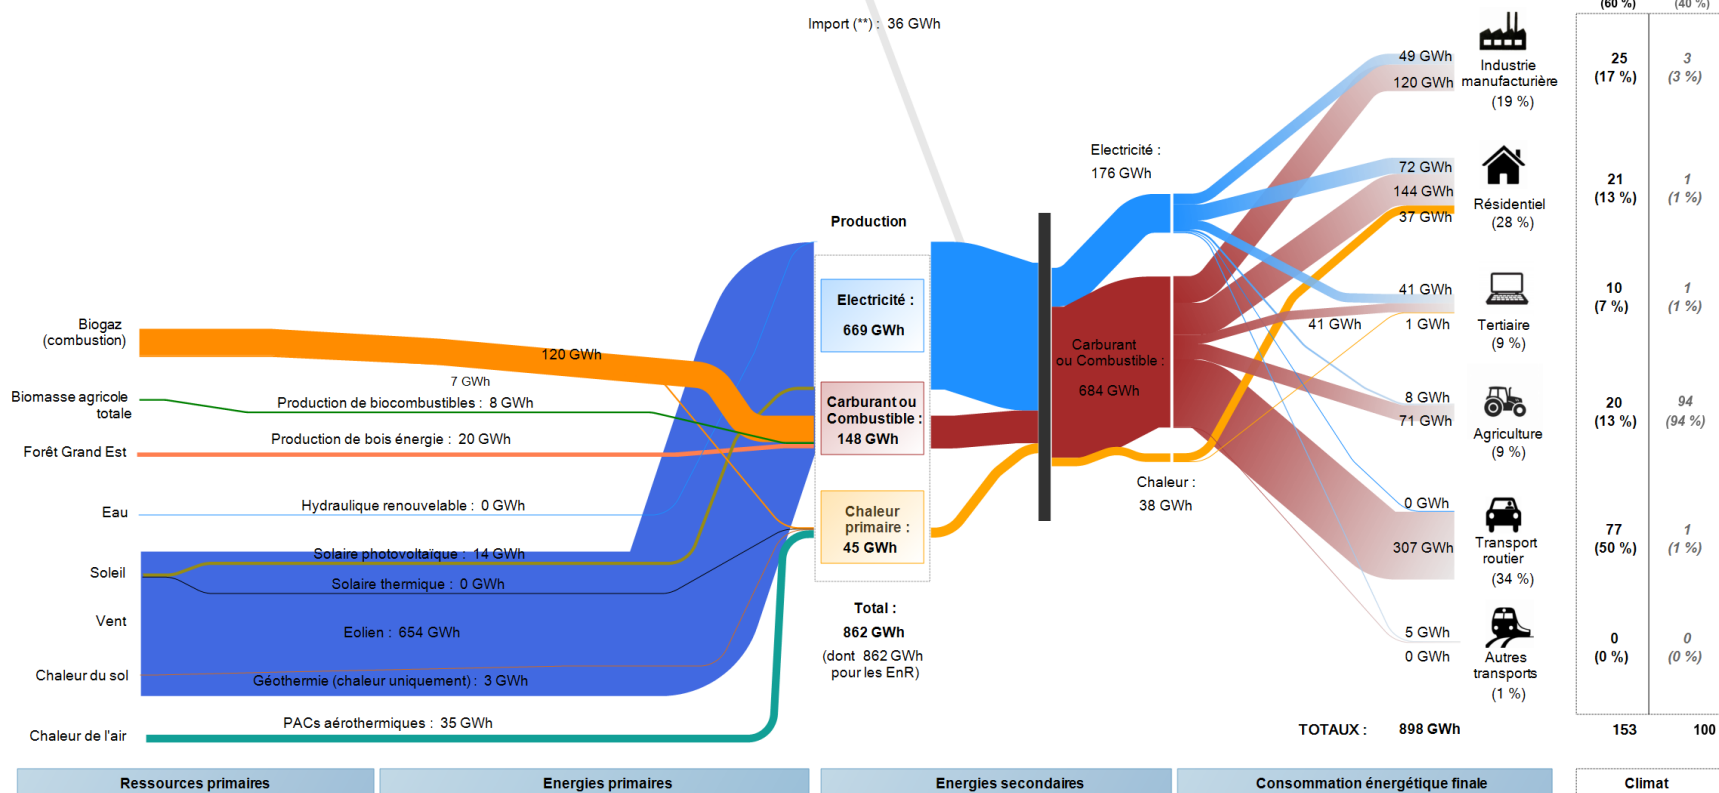 (60 %)
(40 %)
Import (**) : 36 GWh
49 GWh
120 GWh
Industrie
manufacturière
(19 %)
25
(17 %)
3
(3 %)
Electricité :
176 GWh
72 GWh
144 GWh
37 GWh
Résidentiel
(28 %)
21
(13 %)
1
(1 %)
Production
Electricité :
669 GWh
41 GWh
41 GWh
1 GWh
Tertiaire
(9 %)
10
(7 %)
1
(1 %)
Biogaz
(combustion)
120 GWh
7 GWh
Carburant
ou Combustible :
684 GWh
Biomasse agricole
totale
Production de biocombustibles : 8 GWh
Carburant ou
Combustible :
148 GWh
8 GWh
71 GWh
Agriculture
(9 %)
20
(13 %)
94
(94 %)
Forêt Grand Est
Production de bois énergie : 20 GWh
Chaleur :
38 GWh
Eau
Hydraulique renouvelable : 0 GWh
Chaleur
primaire :
45 GWh
0 GWh
307 GWh
Transport
routier
(34 %)
77
(50 %)
1
(1 %)
Soleil
Solaire photovoltaïque : 14 GWh
Solaire thermique : 0 GWh
Vent
Eolien : 654 GWh
Total :
862 GWh
(dont 862 GWh
pour les EnR)
5 GWh
0 GWh
Autres
transports
(1 %)
0
(0 %)
0
(0 %)
Chaleur du sol
Géothermie (chaleur uniquement) : 3 GWh
Chaleur de l'air
PACs aérothermiques : 35 GWh
TOTAUX : 898 GWh
153
100
Ressources primaires
Energies primaires
Energies secondaires
Consommation énergétique finale
Climat